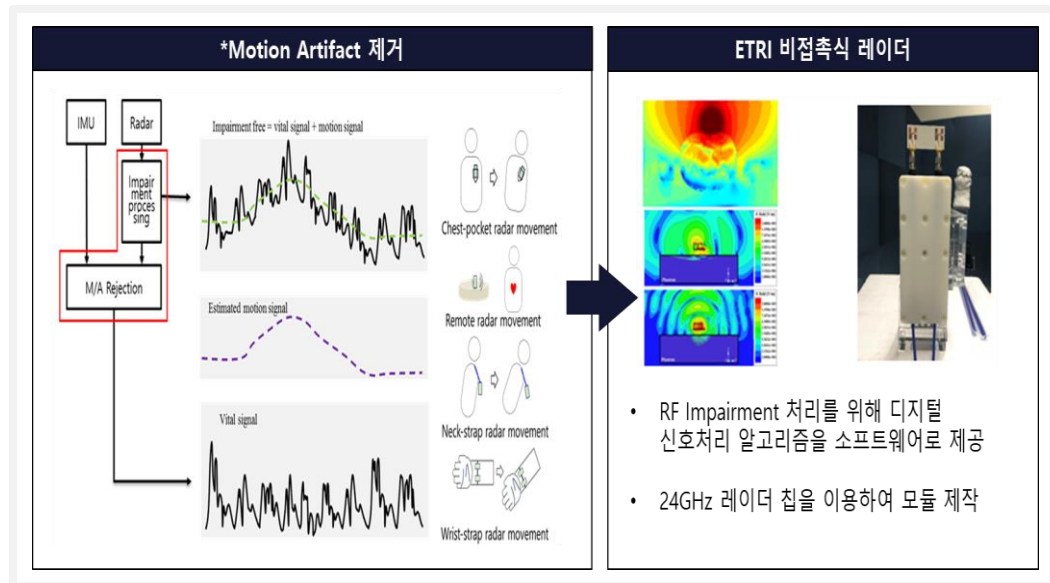 *Motion Artifact 제거
IMU
Radar
Impair
ment
prpces
sing
M/A Rejection
Impairment free = vital signal + motion signal
Estimated motion signal
Vital signal
Chest-pocket radar movement
Remote radar movement
Neck-strap radar movement
Wrist-strap radar movement
ETRI 비접촉식 레이더
• RF Impairment 처리를 위해 디지털
신호처리 알고리즘을 소프트웨어로 제공
• 24GHz 레이더 칩을 이용하여 모듈 제작